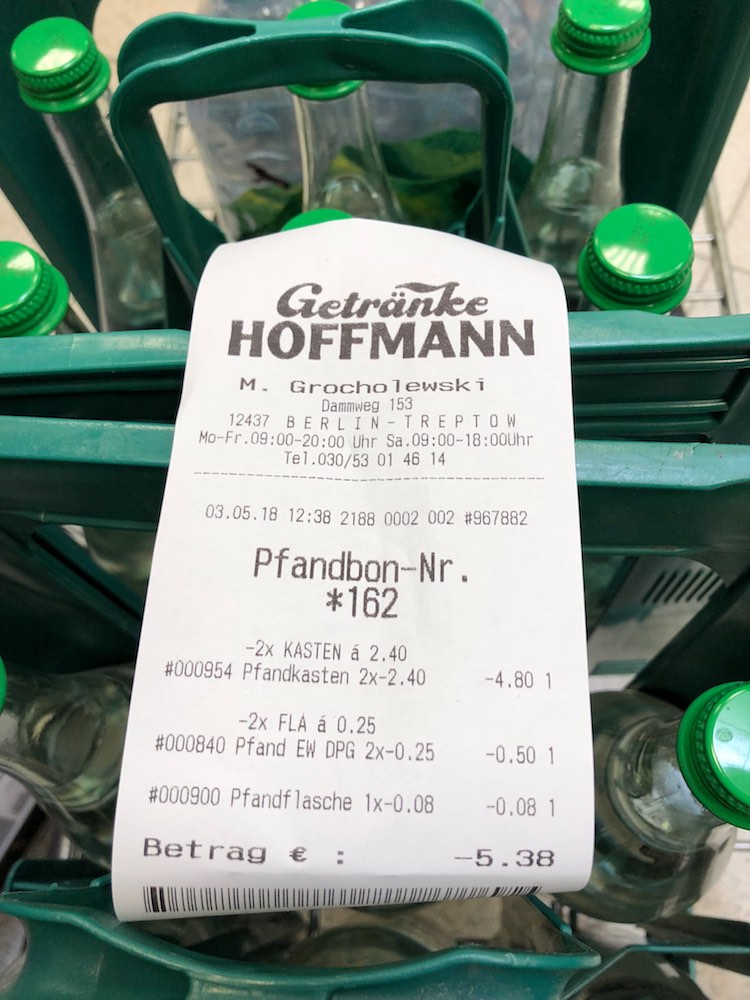 Getränke
HOFFMANN
M. Grocholewski
Dammweg 153
12437 BERLIN-TREPTOW
Mo-Fr.09:00-20:00 Uhr Sa.09:00-18:00Uhr
Tel.030/53 01 46 14
03.05.18 12:38 2188 0002 002 #967882
Pfandbon-Nr.
*162
-2x KASTEN á 2,40
#000954 Pfandkasten 2x-2.40 -4.80 1
-2x FLA á 0.25
#000840 Pfand EW DPG 2x-0.25 -0.50 1
#000900 Pfandflasche 1x-0.08 -0.08 1
Betrag € : -5.38